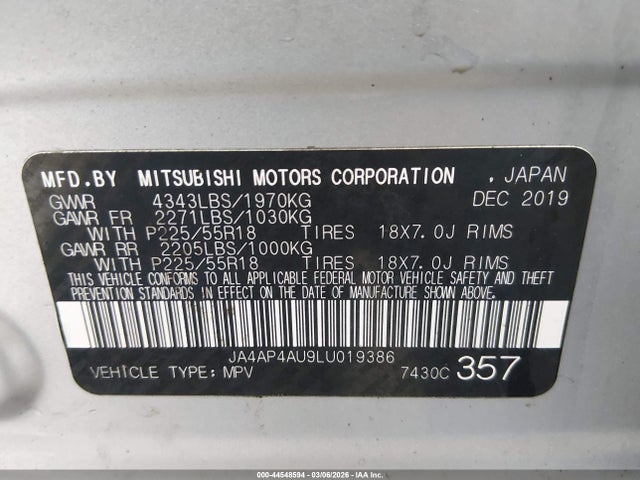 MFD.BY MITSUBISHI MOTORS CORPORATION , JAPAN
GVWR 4343LBS/1970KG DEC 2019
GAWR FR 2271LBS/1030KG
WITH P225/55R18 TIRES 18X7.0J RIMS
GAWR RR 2205LBS/1000KG
WITH P225/55R18 TIRES 18X7.0J RIMS
THIS VEHICLE CONFORMS TO ALL APPLICABLE FEDERAL MOTOR VEHICLE SAFETY AND THEFT
PREVENTION STANDARDS IN EFFECT ON THE DATE OF MANUFACTURE SHOWN ABOVE.
JA4AP4AU9LU019386
VEHICLE TYPE: MPV 7430C 357
000-44548594 | 03/06/2026 - IAA Inc.